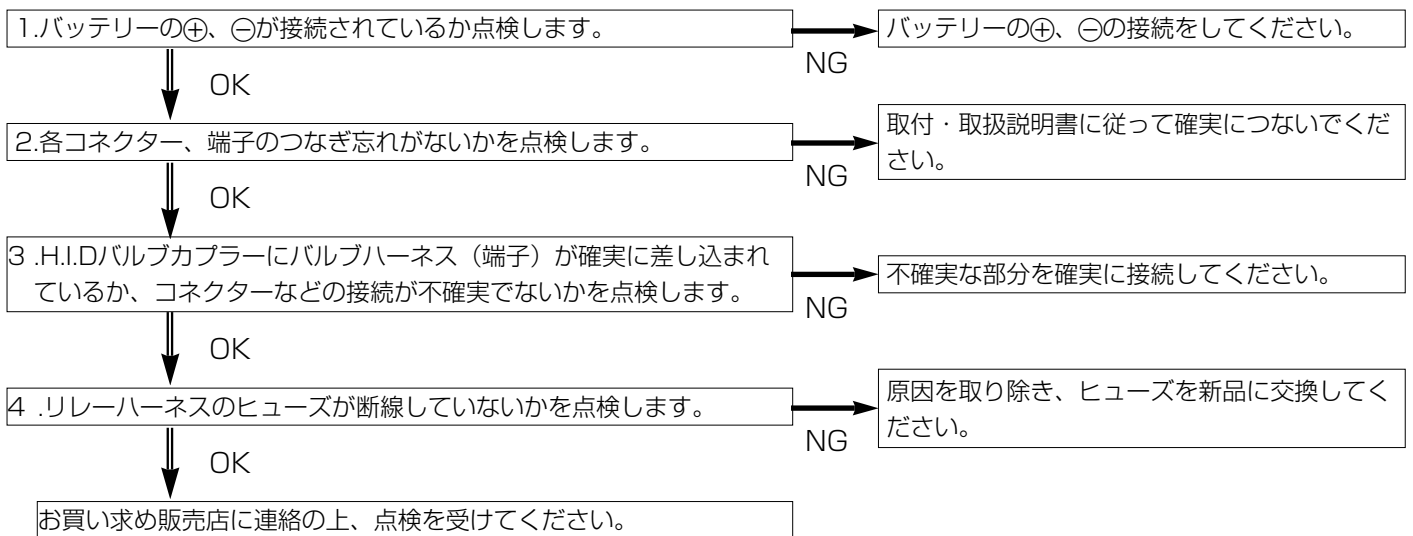 1.バッテリーの⊕、⊖が接続されているか点検します。
NG
バッテリーの⊕、⊖の接続をしてください。
OK
2.各コネクター、端子のつなぎ忘れがないかを点検します。
NG
取付・取扱説明書に従って確実につないでくだ
さい。
OK
3 .H.I.Dバルブカプラーにバルブハーネス（端子）が確実に差し込まれ
ているか、コネクターなどの接続が不確実でないかを点検します。
NG
不確実な部分を確実に接続してください。
OK
4 .リレーハーネスのヒューズが断線していないかを点検します。
NG
原因を取り除き、ヒューズを新品に交換してく
ださい。
OK
お買い求め販売店に連絡の上、点検を受けてください。